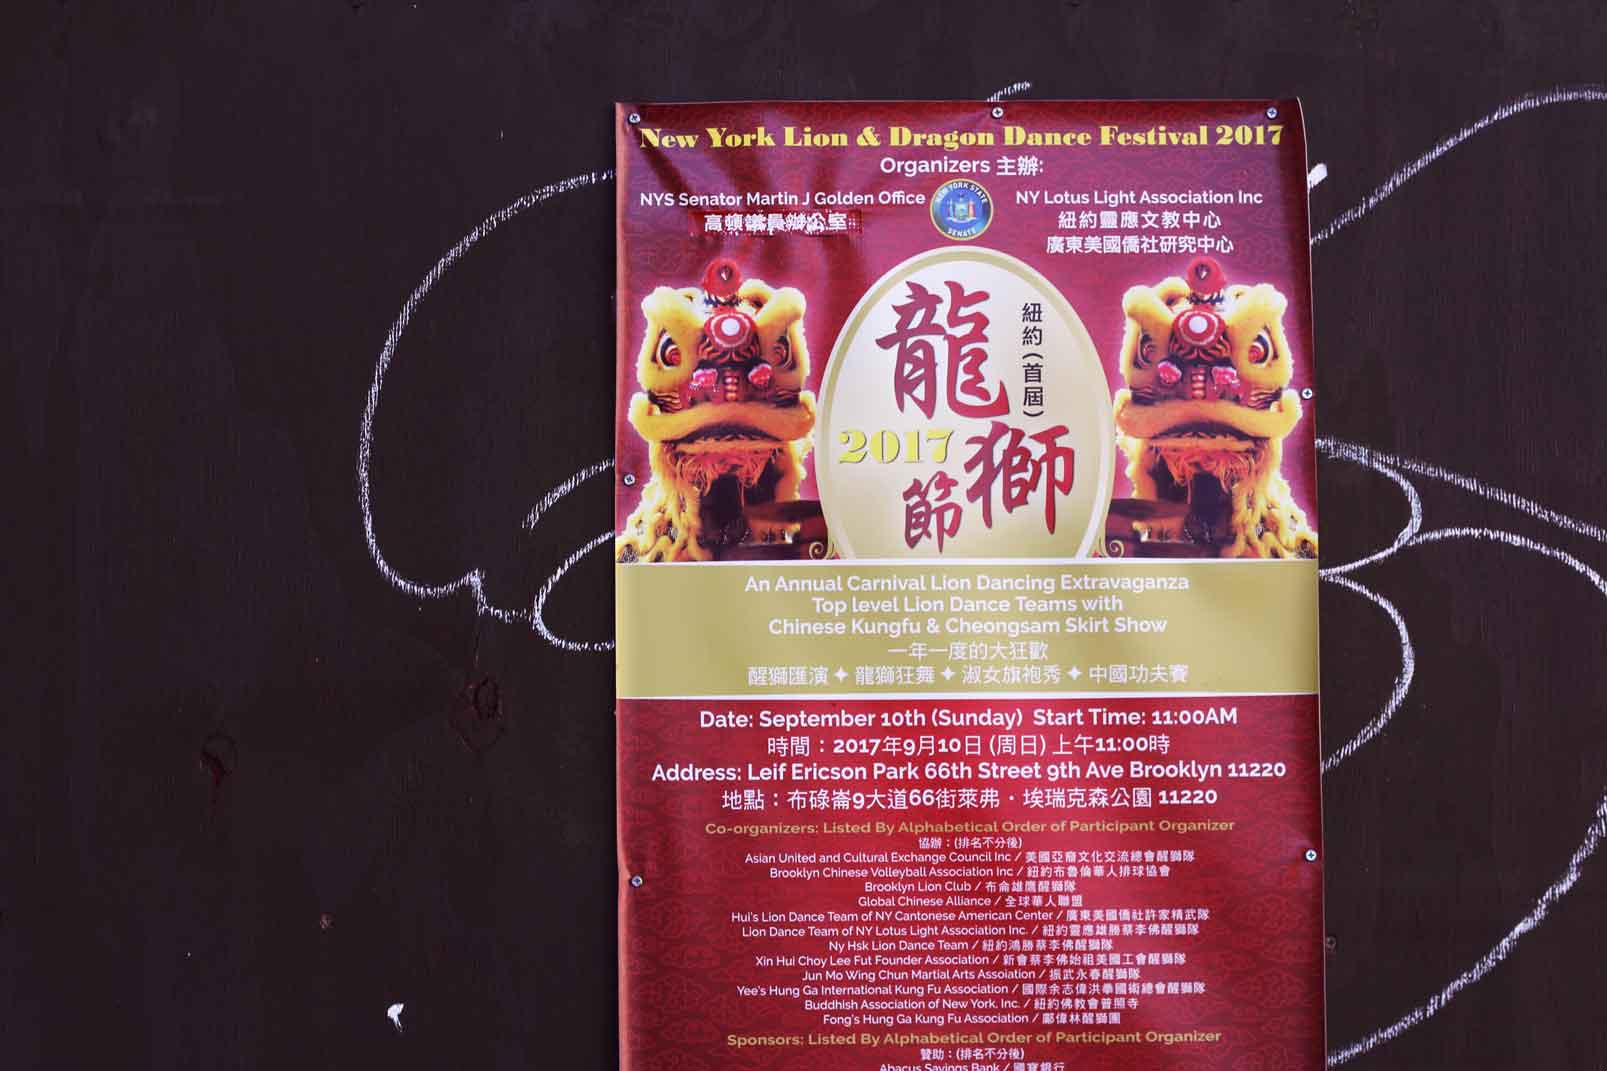 New York Lion & Dragon Dance Festival 2017
Organizers 主辦:
NYS Senator Martin J Golden Office
高頓議員辦公室
NEW YORK STATE SENATE
NY Lotus Light Association Inc
紐約靈應文教中心
廣東美國僑社研究中心
紐約(首屆)
龍獅節
2017
An Annual Carnival Lion Dancing Extravaganza
Top level Lion Dance Teams with
Chinese Kungfu & Cheongsam Skirt Show
一年一度的大狂歡
醒獅匯演 ✦ 龍獅狂舞 ✦ 淑女旗袍秀 ✦ 中國功夫賽
Date: September 10th (Sunday) Start Time: 11:00AM
時間：2017年9月10日 (周日) 上午11:00時
Address: Leif Ericson Park 66th Street 9th Ave Brooklyn 11220
地點：布碌崙9大道66街萊弗·埃瑞克森公園 11220
Co-organizers: Listed By Alphabetical Order of Participant Organizer
協辦：(排名不分後)
Asian United and Cultural Exchange Council Inc / 美國亞裔文化交流總會醒獅隊
Brooklyn Chinese Volleyball Association Inc / 紐約布魯倫華人排球協會
Brooklyn Lion Club / 布侖雄鷹醒獅隊
Global Chinese Alliance / 全球華人聯盟
Hui's Lion Dance Team of NY Cantonese American Center / 廣東美國僑社許家精武隊
Lion Dance Team of NY Lotus Light Association Inc. / 紐約靈應雄勝蔡李佛醒獅隊
Ny Hsk Lion Dance Team / 紐約鴻勝蔡李佛醒獅隊
Xin Hui Choy Lee Fut Founder Association / 新會蔡李佛始祖美國工會醒獅隊
Jun Mo Wing Chun Martial Arts Assoiation / 振武永春醒獅隊
Yee's Hung Ga International Kung Fu Association / 國際余志偉洪拳國術總會醒獅隊
Buddhish Association of New York, Inc. / 紐約佛教會普照寺
Fong's Hung Ga Kung Fu Association / 鄺偉林醒獅團
Sponsors: Listed By Alphabetical Order of Participant Organizer
贊助：(排名不分後)
Abacus Savings Bank / 國寶銀行